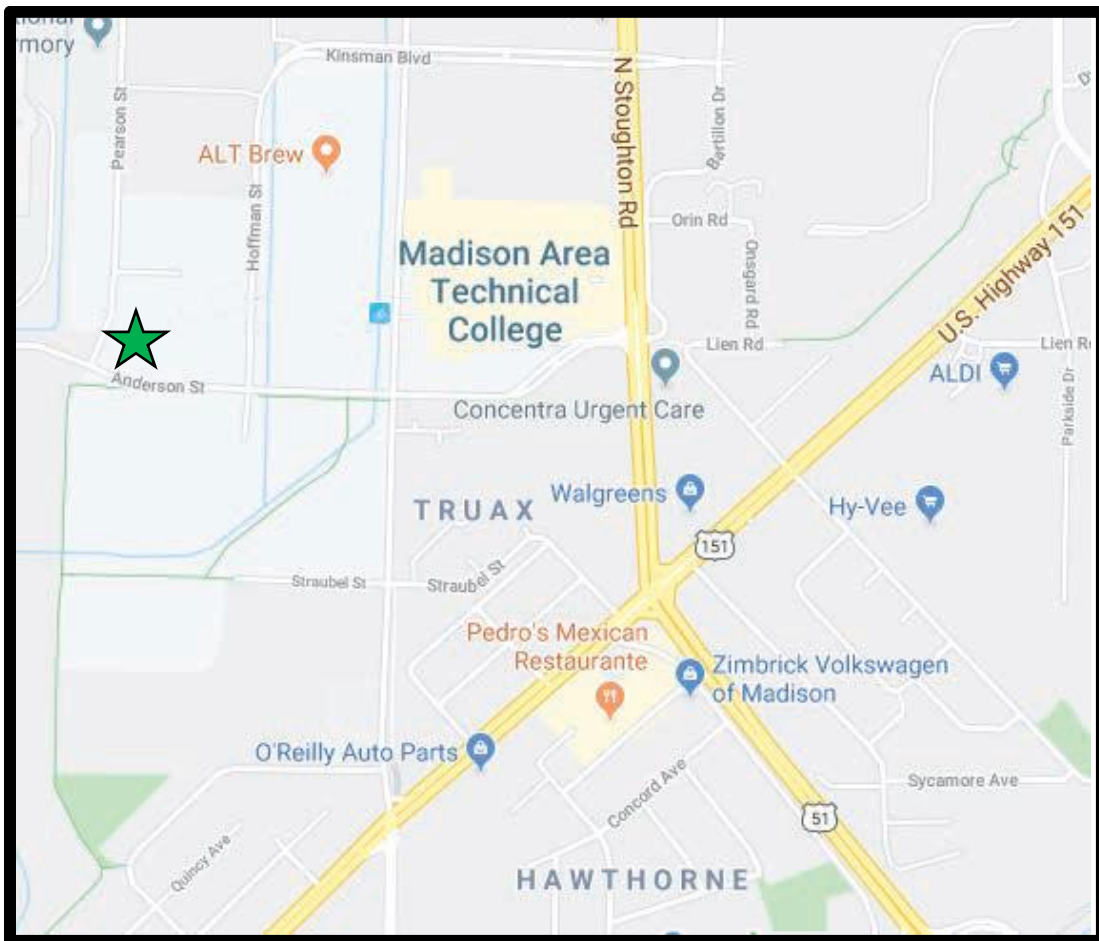 mory
Kinsman Blvd
Pearson St
N Stoughton Rd
Bartillon Dr
ALT Brew
Hoffman St
Orin Rd
Madison Area
Technical
College
Onsgard Rd
U.S. Highway 151
Lien Rd
Lien R
ALDI
Anderson St
Concentra Urgent Care
Parkside Dr
Walgreens
Hy-Vee
TRUAX
151
Straubel St
Straubel St
Pedro's Mexican
Restaurante
Zimbrick Volkswagen
of Madison
O'Reilly Auto Parts
Sycamore Ave
Concord Ave
51
Quincy Ave
HAWTHORNE